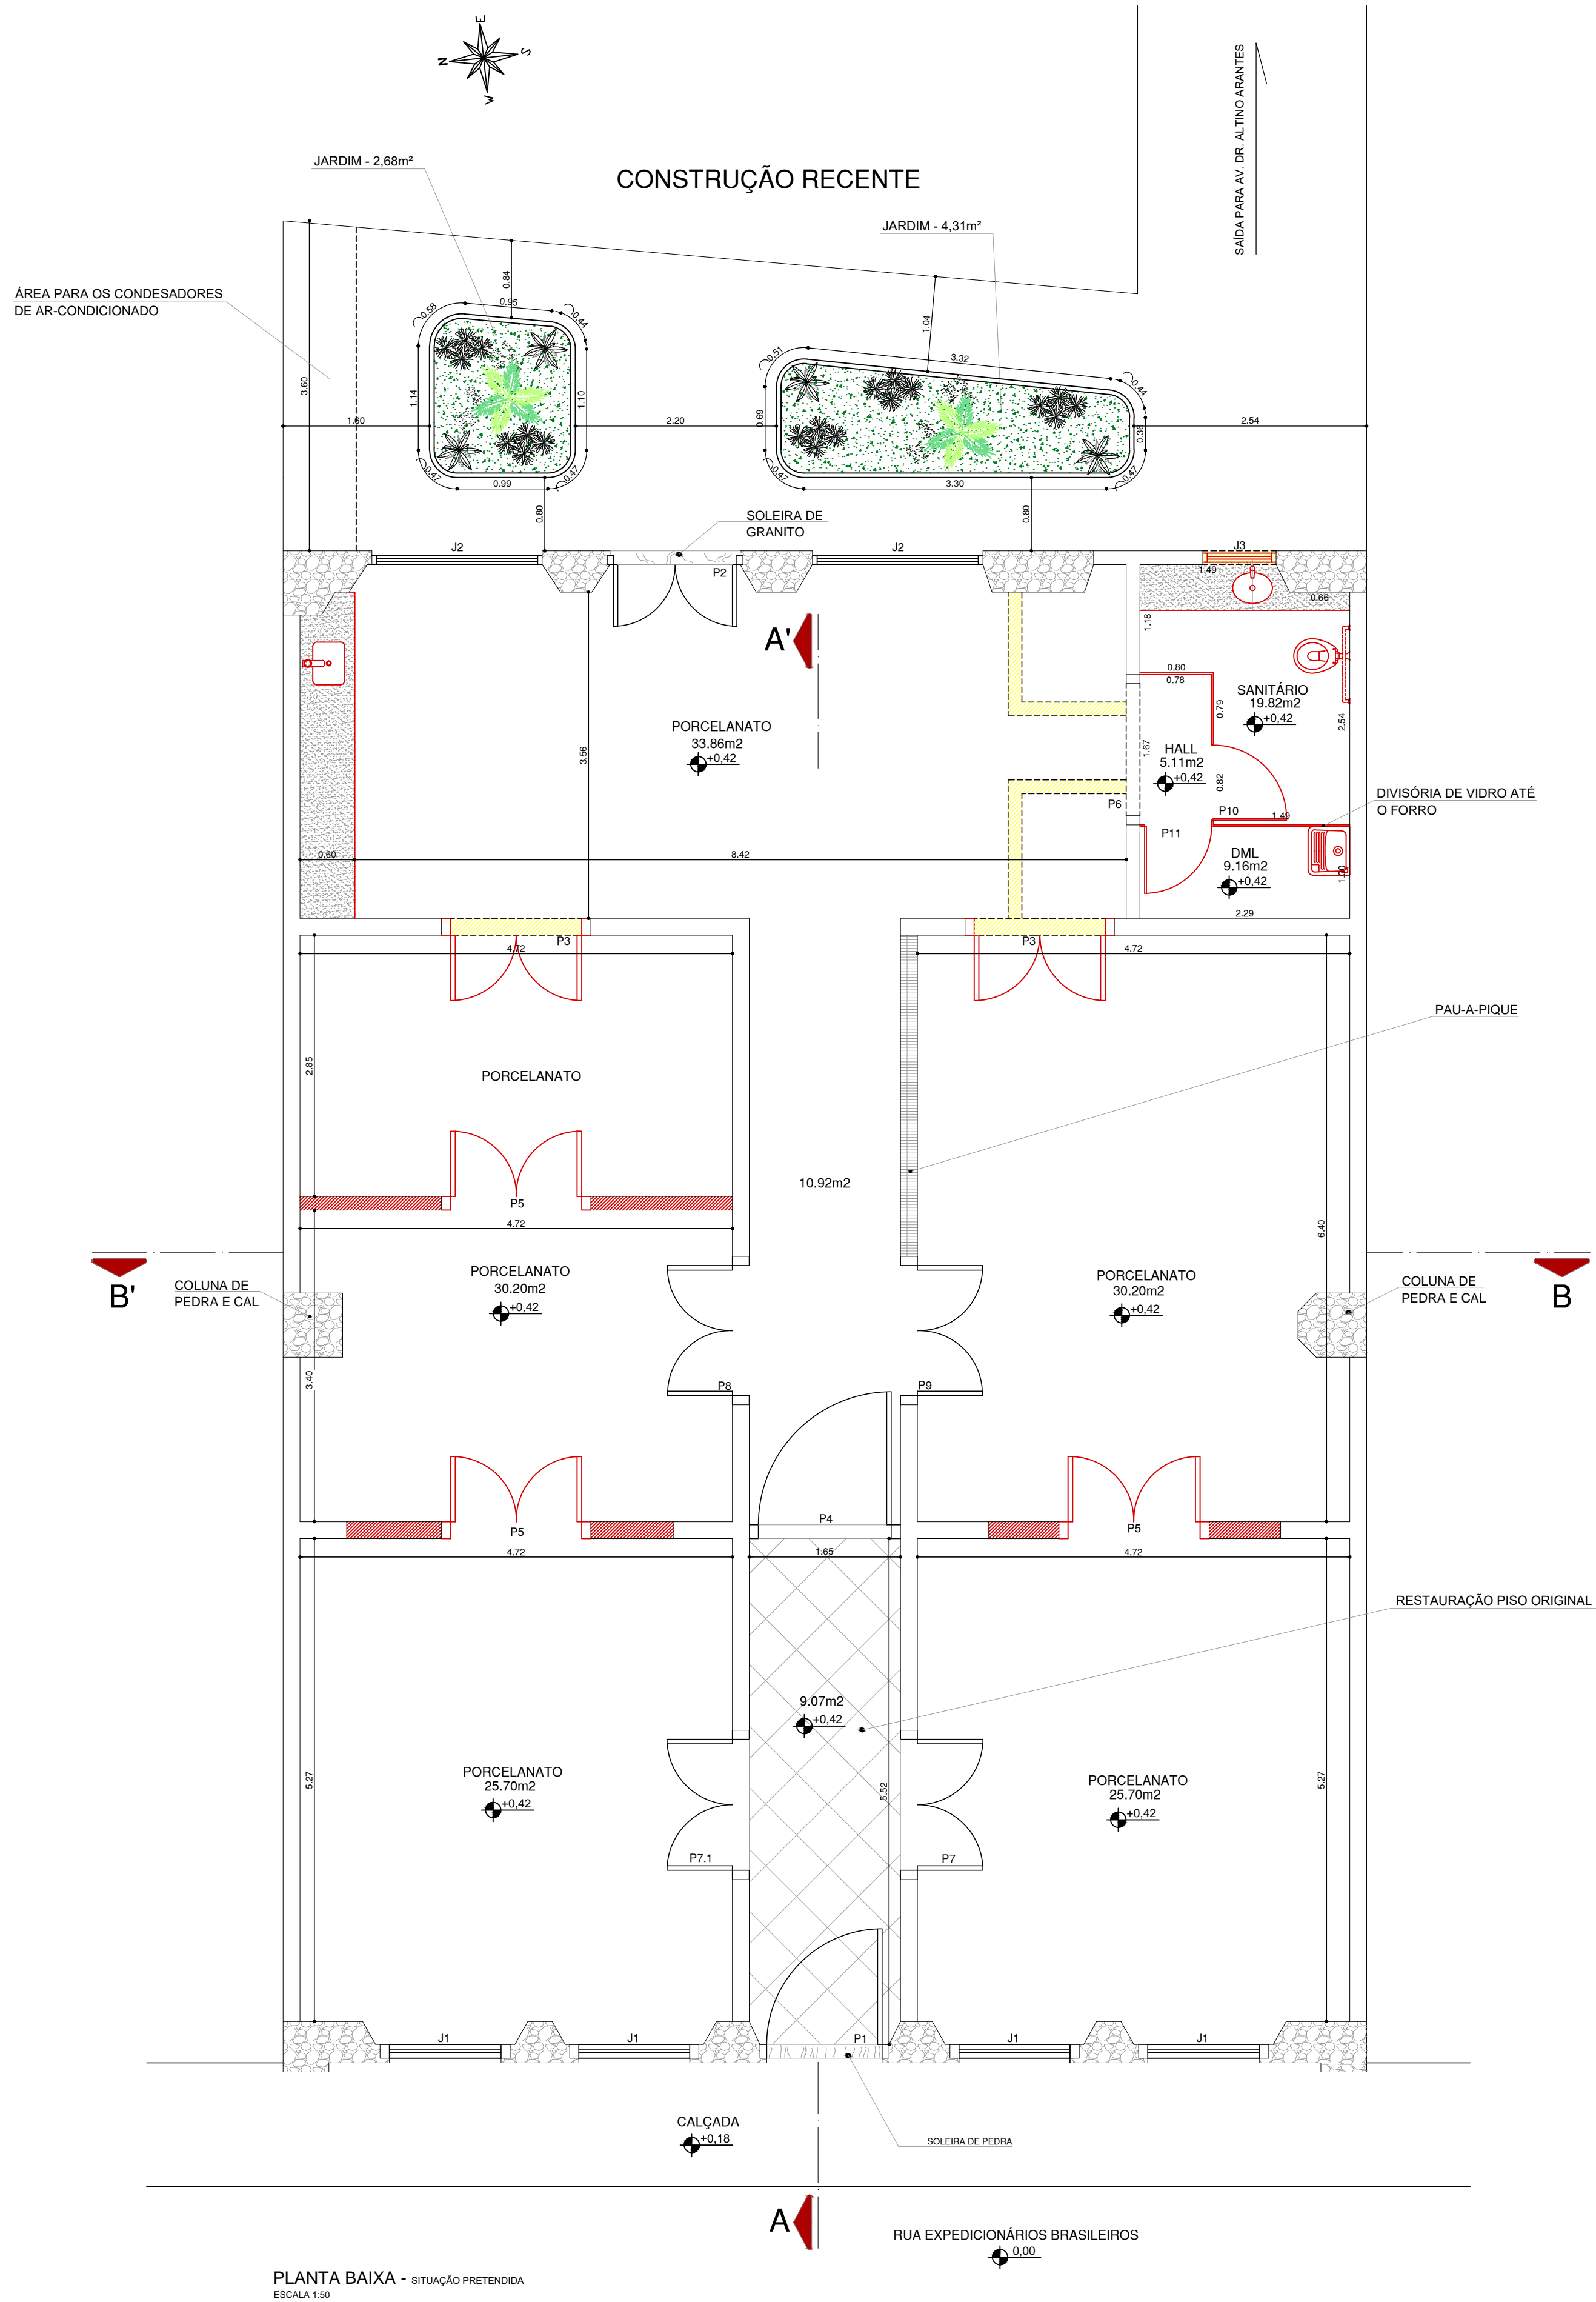 E
N
S
W
SAÍDA PARA AV. DR. ALTINO ARANTES
JARDIM - 2,68m²
CONSTRUÇÃO RECENTE
JARDIM - 4,31m²
ÁREA PARA OS CONDESADORES
DE AR-CONDICIONADO
0.84
0.58
0.95
0.44
1.04
0.51
3.32
0.44
3.60
1.14
1.10
0.69
0.36
1.60
2.20
2.54
0.47
0.99
0.47
0.47
3.30
0.47
0.80
0.80
SOLEIRA DE
GRANITO
J2
J2
J3
P2
1.49
0.66
A'
1.18
0.80
0.78
SANITÁRIO
19.82m2
+0,42
0.79
2.54
PORCELANATO
33.86m2
+0,42
3.56
1.67
HALL
5.11m2
+0,42
0.82
DIVISÓRIA DE VIDRO ATÉ
O FORRO
P6
P10
1.49
P11
DML
9.16m2
+0,42
1.00
0.60
8.42
2.29
P3
4.72
P3
4.72
PAU-A-PIQUE
2.85
PORCELANATO
10.92m2
P5
4.72
6.40
B'
COLUNA DE
PEDRA E CAL
PORCELANATO
30.20m2
+0,42
PORCELANATO
30.20m2
+0,42
COLUNA DE
PEDRA E CAL
B
3.40
P8
P9
P4
P5
P5
4.72
1.65
4.72
RESTAURAÇÃO PISO ORIGINAL
9.07m2
+0,42
5.27
PORCELANATO
25.70m2
+0,42
5.52
PORCELANATO
25.70m2
+0,42
5.27
P7.1
P7
J1
J1
P1
J1
J1
CALÇADA
+0,18
SOLEIRA DE PEDRA
A
RUA EXPEDICIONÁRIOS BRASILEIROS
0,00
PLANTA BAIXA - SITUAÇÃO PRETENDIDA
ESCALA 1:50